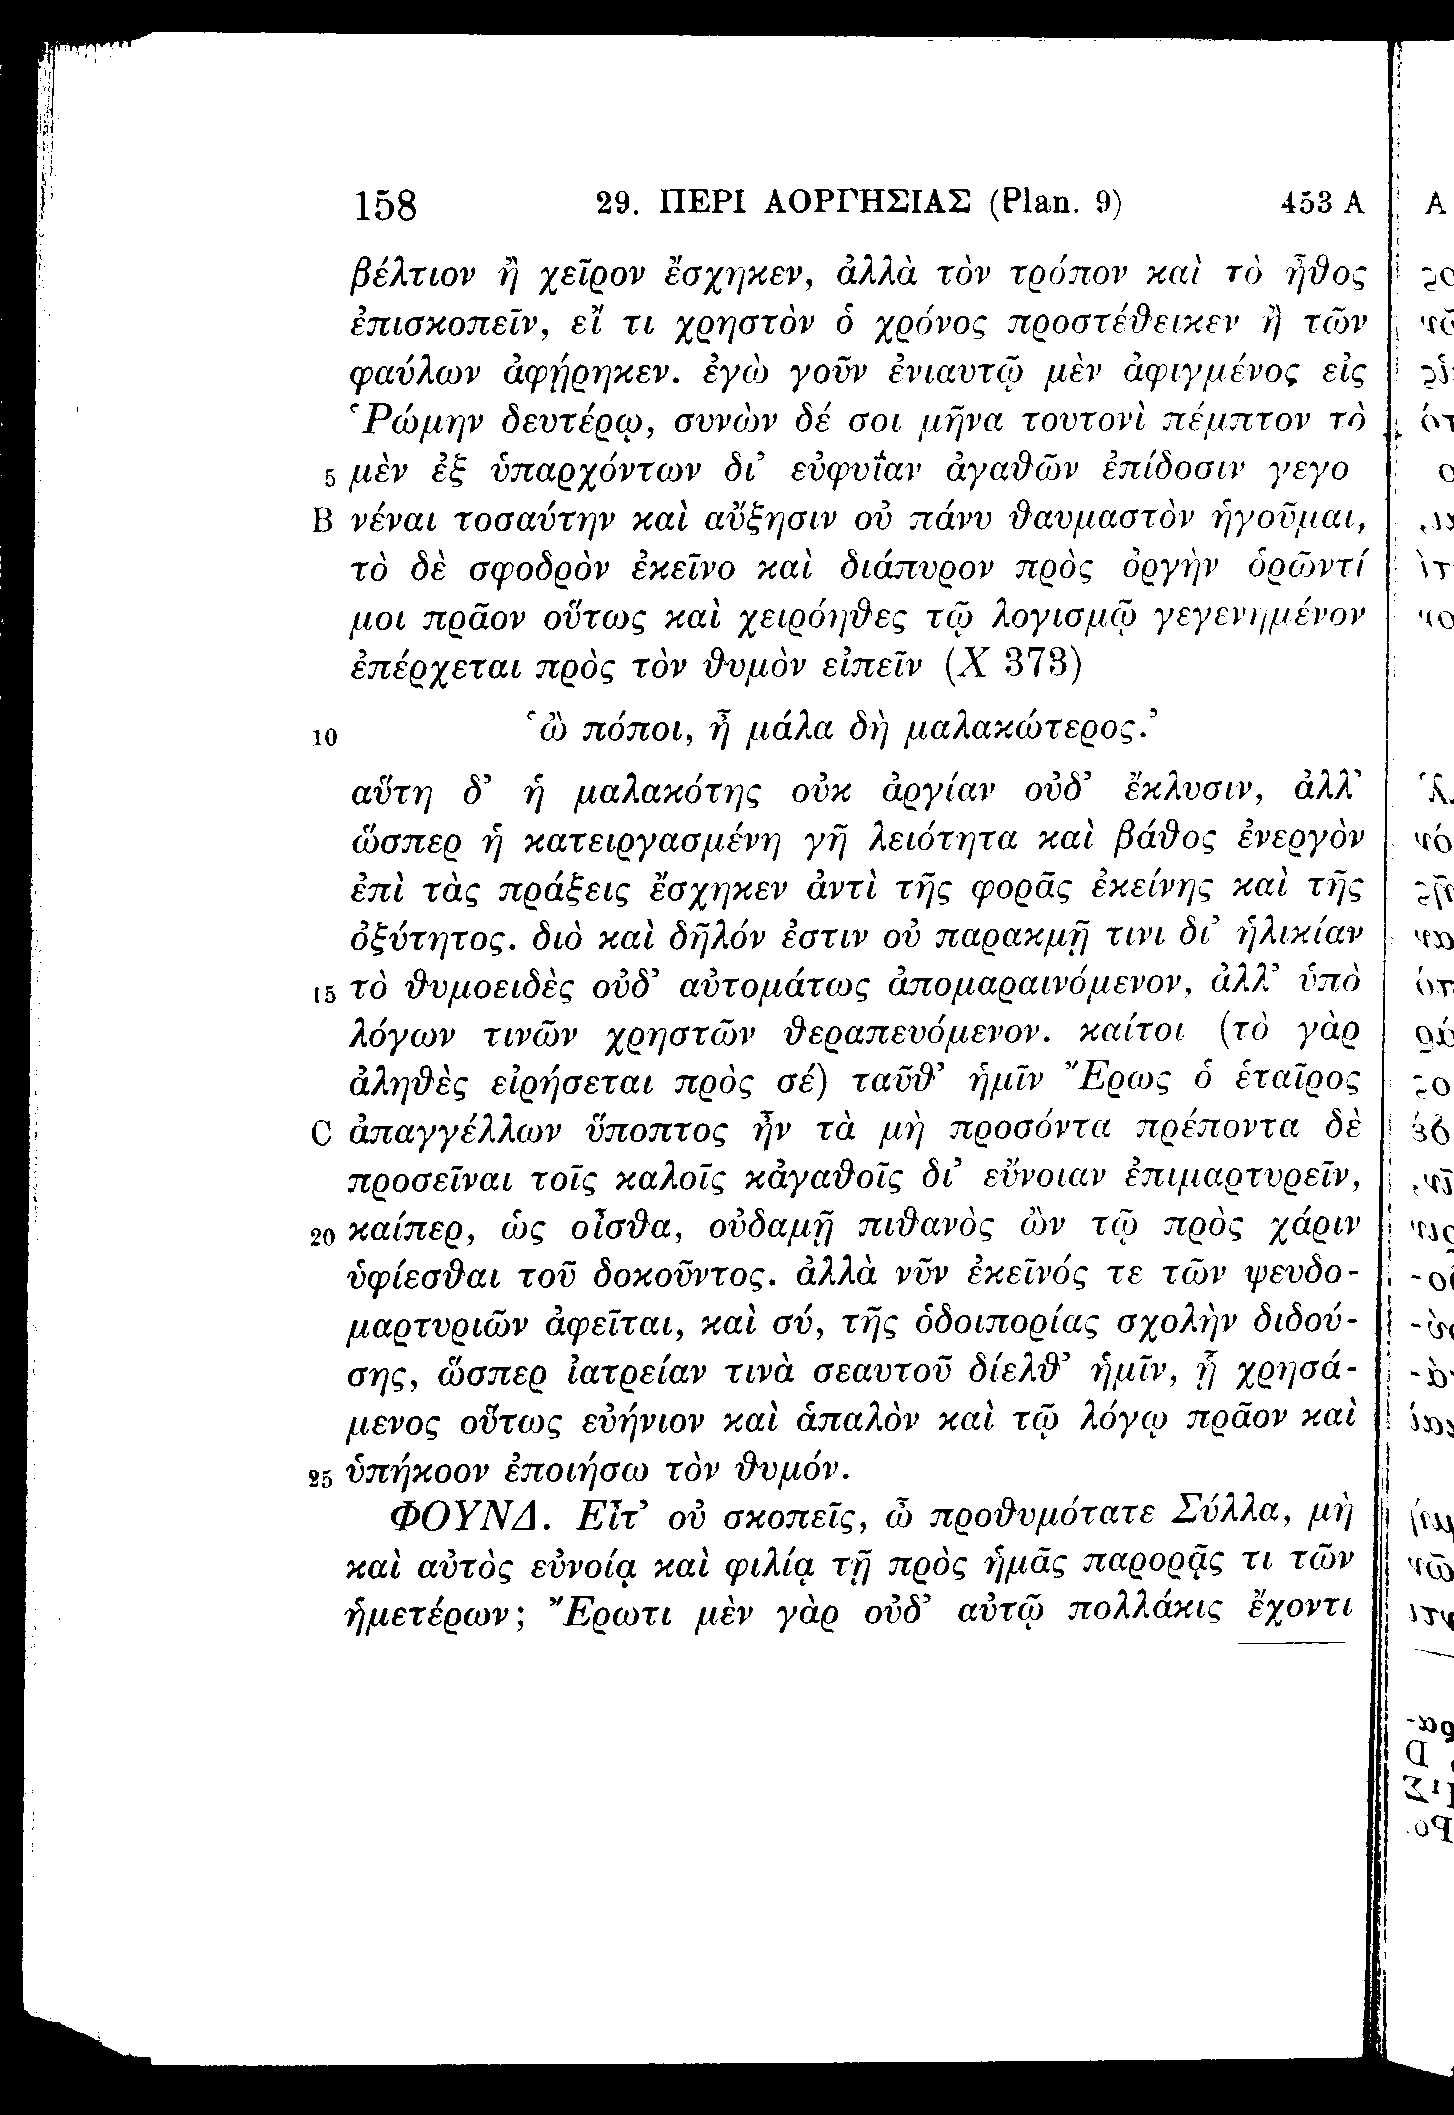 158 29. ΠΕΡΙ ΑΟΡΓΗΣΙΑΣ (Plan. 9) 453 A
βέλτιον ἢ χεῖρον ἔσχηκεν, ἀλλὰ τὸν τρόπον καὶ τὸ ἦθος
ἐπισκοπεῖν, εἴ τι χρηστὸν ὁ χρόνος προστέθεικεν ἢ τῶν
φαύλων ἀφῄρηκεν. ἐγὼ γοῦν ἐνιαυτῷ μὲν ἀφιγμένος εἰς
Ῥώμην δευτέρῳ, συνὼν δέ σοι μῆνα τουτονὶ πέμπτον τὸ
5 μὲν ἐξ ὑπαρχόντων δι’ εὐφυΐαν ἀγαθῶν ἐπίδοσιν γεγο
B νέναι τοσαύτην καὶ αὔξησιν οὐ πάνυ θαυμαστὸν ἡγοῦμαι,
τὸ δὲ σφοδρὸν ἐκεῖνο καὶ διάπυρον πρὸς ὀργὴν ὁρῶντί
μοι πρᾶον οὕτως καὶ χειρόηθες τῷ λογισμῷ γεγενημένον
ἐπέρχεται πρὸς τὸν θυμὸν εἰπεῖν (Χ 373)
10 ‘ὢ πόποι, ἦ μάλα δὴ μαλακώτερος.’
αὕτη δ’ ἡ μαλακότης οὐκ ἀργίαν οὐδ’ ἔκλυσιν, ἀλλ’
ὥσπερ ἡ κατειργασμένη γῆ λειότητα καὶ βάθος ἐνεργὸν
ἐπὶ τὰς πράξεις ἔσχηκεν ἀντὶ τῆς φορᾶς ἐκείνης καὶ τῆς
ὀξύτητος. διὸ καὶ δῆλόν ἐστιν οὐ παρακμῇ τινι δι’ ἡλικίαν
15 τὸ θυμοειδὲς οὐδ’ αὐτομάτως ἀπομαραινόμενον, ἀλλ’ ὑπὸ
λόγων τινῶν χρηστῶν θεραπευόμενον. καίτοι (τὸ γὰρ
ἀληθὲς εἰρήσεται πρὸς σέ) ταῦθ’ ἡμῖν Ἔρως ὁ ἑταῖρος
C ἀπαγγέλλων ὕποπτος ἦν τὰ μὴ προσόντα πρέποντα δὲ
προσεῖναι τοῖς καλοῖς κἀγαθοῖς δι’ εὔνοιαν ἐπιμαρτυρεῖν,
20 καίπερ, ὡς οἶσθα, οὐδαμῇ πιθανὸς ὢν τῷ πρὸς χάριν
ὑφίεσθαι τοῦ δοκοῦντος. ἀλλὰ νῦν ἐκεῖνός τε τῶν ψευδο-
μαρτυριῶν ἀφεῖται, καὶ σύ, τῆς ὁδοιπορίας σχολὴν διδού-
σης, ὥσπερ ἰατρείαν τινὰ σεαυτοῦ δίελθ’ ἡμῖν, ᾗ χρησά-
μενος οὕτως εὐήνιον καὶ ἁπαλὸν καὶ τῷ λόγῳ πρᾶον καὶ
25 ὑπήκοον ἐποιήσω τὸν θυμόν.
ΦΟΥΝΔ. Εἶτ’ οὐ σκοπεῖς, ὦ προθυμότατε Σύλλα, μὴ
καὶ αὐτὸς εὐνοίᾳ καὶ φιλίᾳ τῇ πρὸς ἡμᾶς παρορᾷς τι τῶν
ἡμετέρων; Ἔρωτι μὲν γὰρ οὐδ’ αὐτῷ πολλάκις ἔχοντι